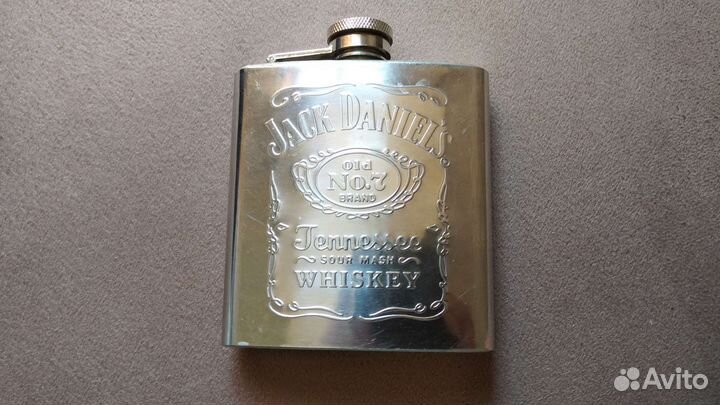 JACK DANIEL'S
OLD
No.7
BRAND
Tennessee
SOUR MASH
WHISKEY
Avito